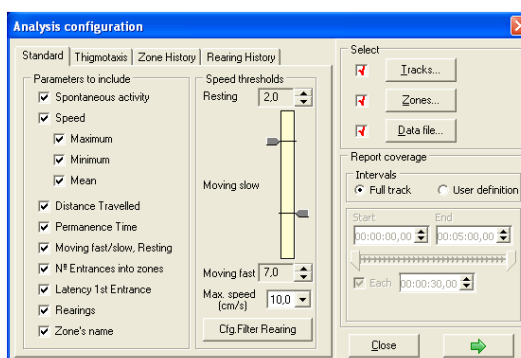 Analysis configuration
Standard
Thigmotaxis
Zone History
Rearing History
Parameters to include
Spontaneous activity
Speed
Maximum
Minimum
Mean
Distance Travelled
Permanence Time
Moving fast/slow, Resting
Nº Entrances into zones
Latency 1st Entrance
Rearings
Zone's name
Speed thresholds
Resting 2,0
Moving slow
Moving fast 7,0
Max. speed
(cm/s) 10,0
Cfg.Filter Rearing
Select
Tracks...
Zones...
Data file...
Report coverage
Intervals
Full track User definition
Start End
00:00:00,00 00:05:00,00
Each 00:00:30,00
Close